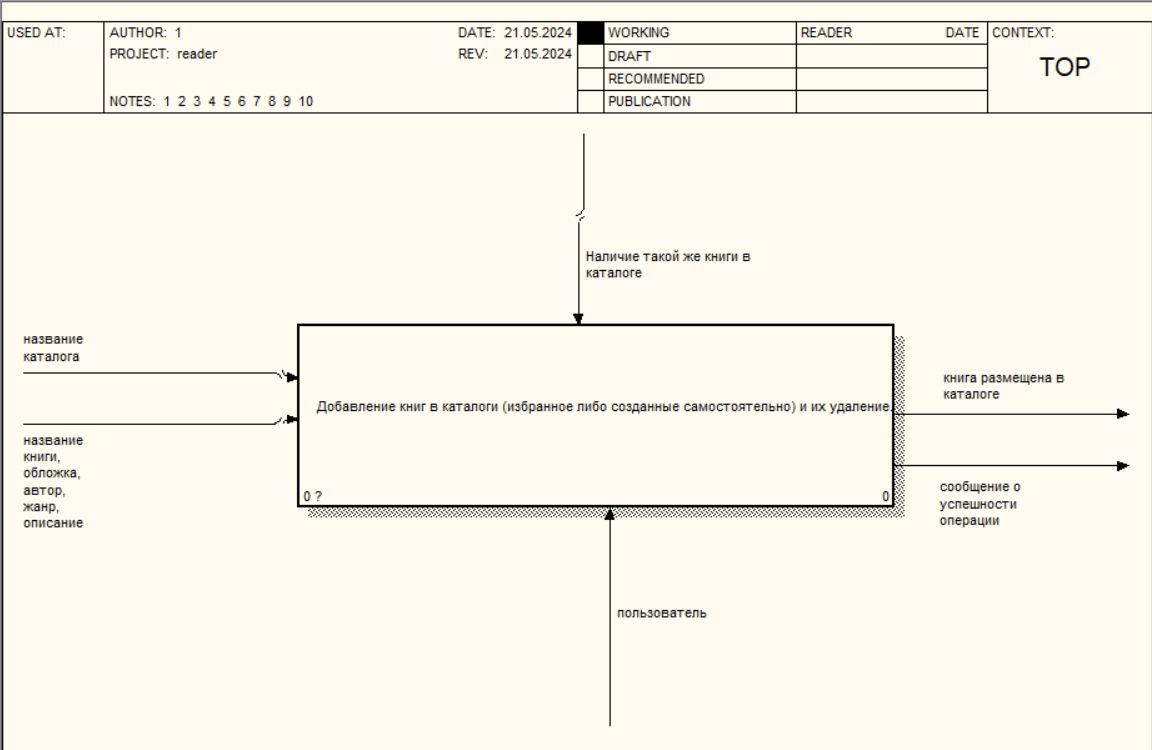 USED AT:
AUTHOR: 1
DATE: 21.05.2024
PROJECT: reader
REV: 21.05.2024
NOTES: 1 2 3 4 5 6 7 8 9 10
WORKING
DRAFT
RECOMMENDED
PUBLICATION
READER
DATE
CONTEXT:
TOP
Наличие такой же книги в
каталоге
название
каталога
название
книги,
обложка,
автор,
жанр,
описание
Добавление книг в каталоги (избранное либо созданные самостоятельно) и их удаление.
0 ?
0
книга размещена в
каталоге
сообщение о
успешности
операции
пользователь